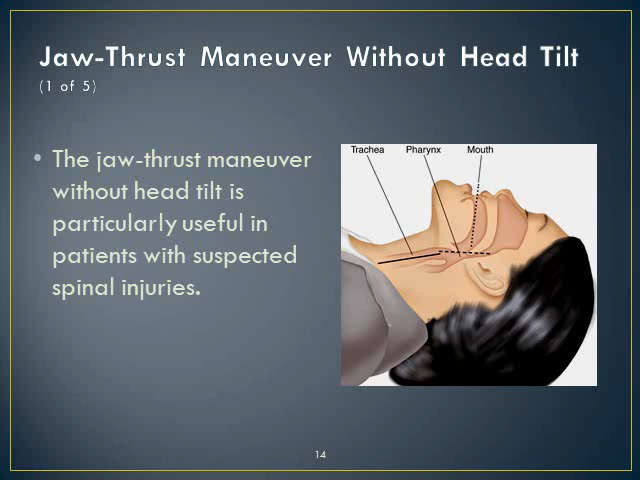 Jaw-Thrust Maneuver Without Head Tilt
(1 of 5)
• The jaw-thrust maneuver
without head tilt is
particularly useful in
patients with suspected
spinal injuries.
Trachea Pharynx Mouth
14